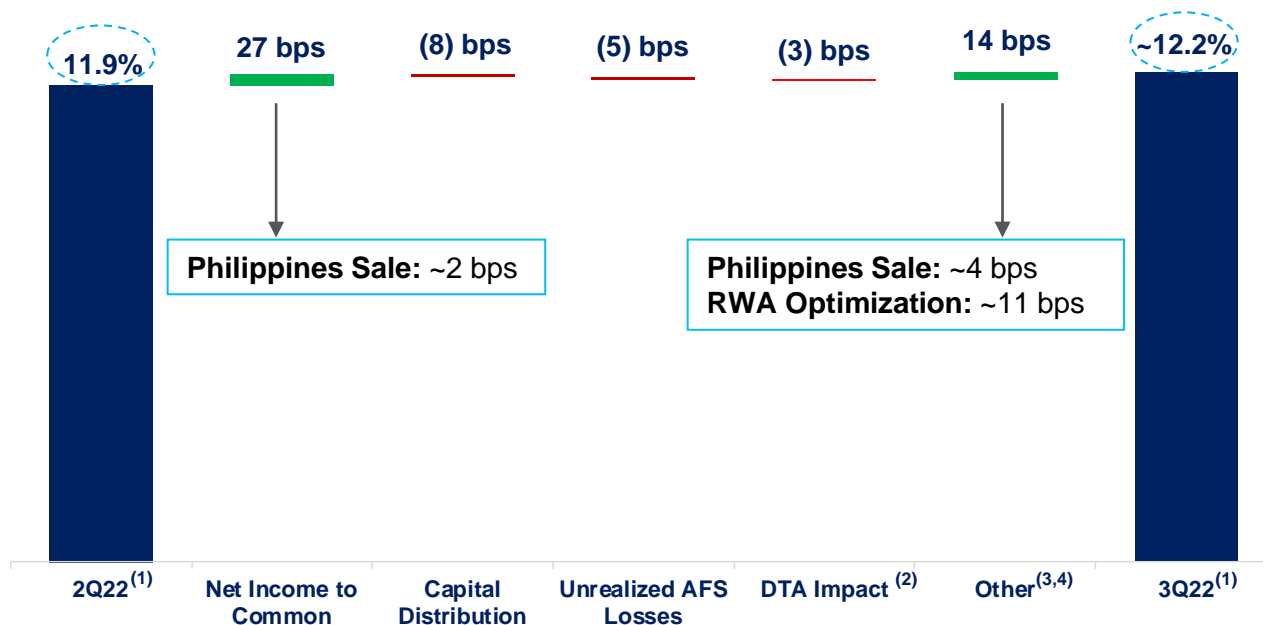 11.9%
27 bps
(8) bps
(5) bps
(3) bps
14 bps
~12.2%
Philippines Sale: ~2 bps
Philippines Sale: ~4 bps
RWA Optimization: ~11 bps
2Q22(1)
Net Income to
Common
Capital
Distribution
Unrealized AFS
Losses
DTA Impact (2)
Other(3,4)
3Q22(1)